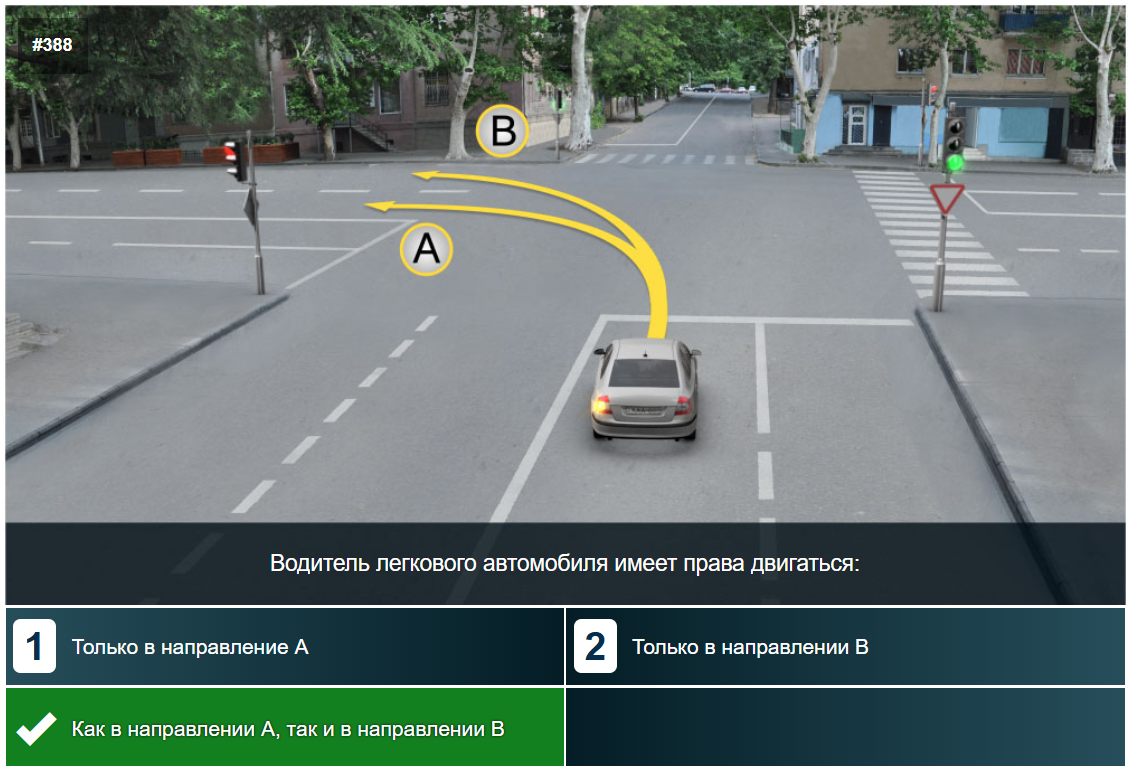 #388
B
A
Водитель легкового автомобиля имеет права двигаться:
1 Только в направление A
2 Только в направлении B
Как в направлении A, так и в направлении B